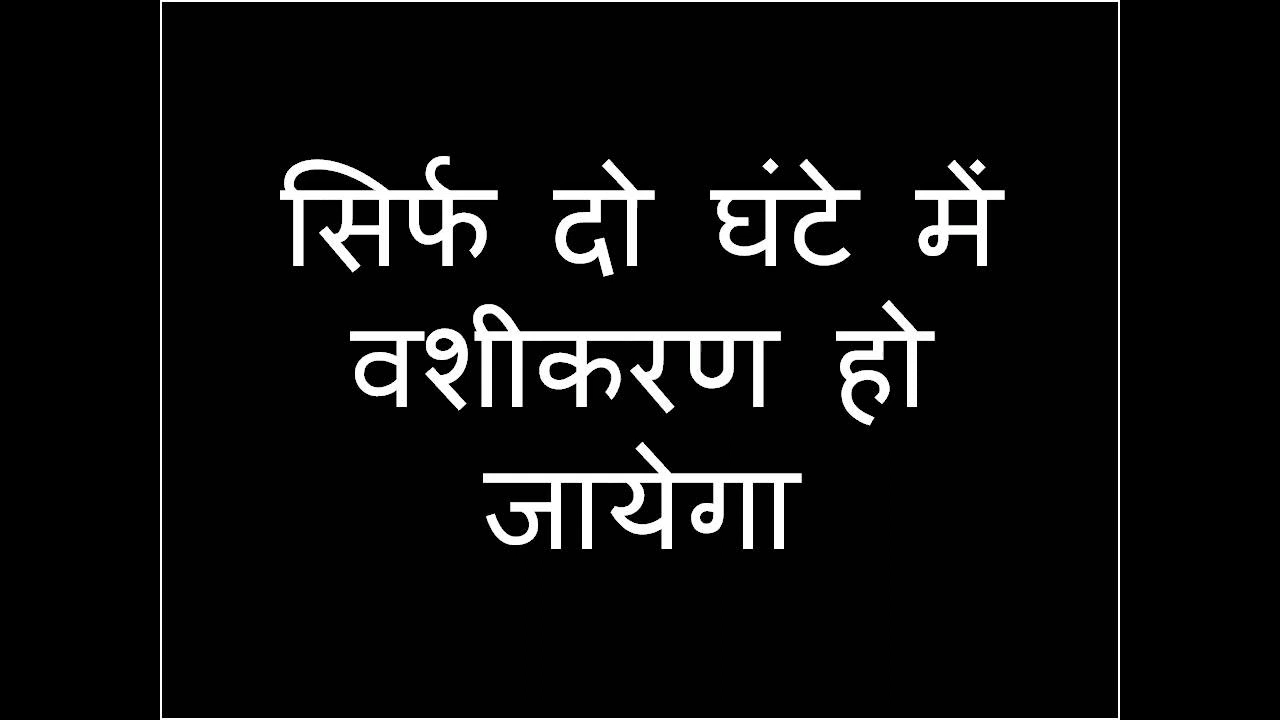 सिर्फ दो घंटे में
वशीकरण हो
जायेगा